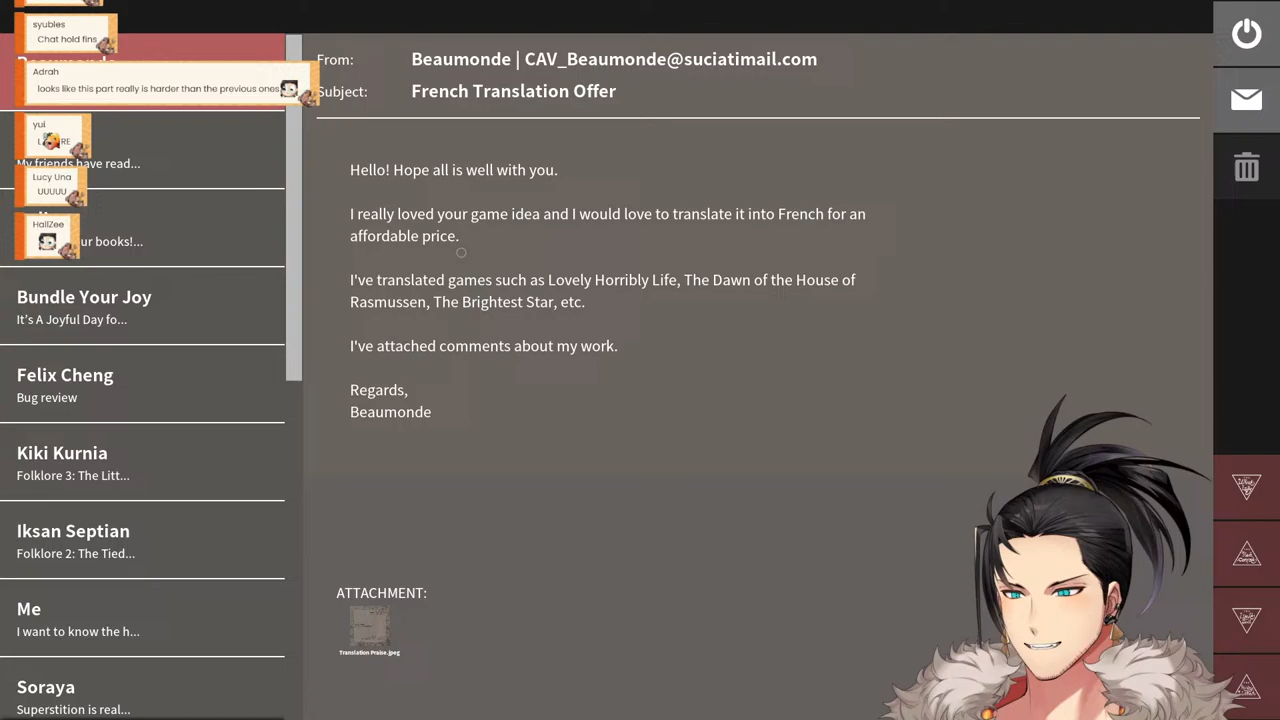 syubles
Chat hold fins
Adrah
looks like this part really is harder than the previous ones
yui
My friends have read...
Lucy Una
UUUUU
HallZee
ur books!...
Bundle Your Joy
It's A Joyful Day fo...
Felix Cheng
Bug review
Kiki Kurnia
Folklore 3: The Litt...
Iksan Septian
Folklore 2: The Tied...
Me
I want to know the h...
Soraya
Superstition is real...
From: Beaumonde | CAV_Beaumonde@suciatimail.com
Subject: French Translation Offer
Hello! Hope all is well with you.
I really loved your game idea and I would love to translate it into French for an
affordable price.
I've translated games such as Lovely Horribly Life, The Dawn of the House of
Rasmussen, The Brightest Star, etc.
I've attached comments about my work.
Regards,
Beaumonde
ATTACHMENT:
Translation Praise.jpeg